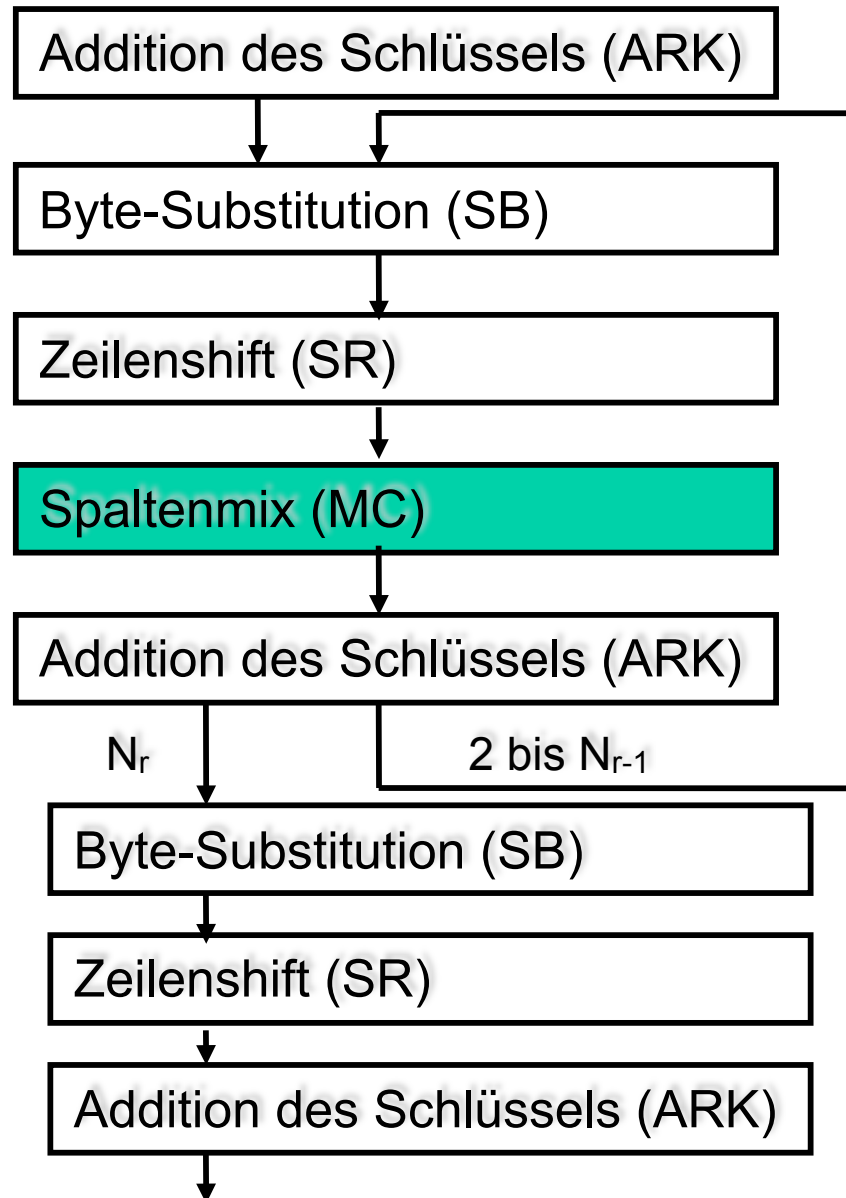 Addition des Schlüssels (ARK)
Byte-Substitution (SB)
Zeilenshift (SR)
Spaltenmix (MC)
Addition des Schlüssels (ARK)
Nr 2 bis Nr-1
Byte-Substitution (SB)
Zeilenshift (SR)
Addition des Schlüssels (ARK)